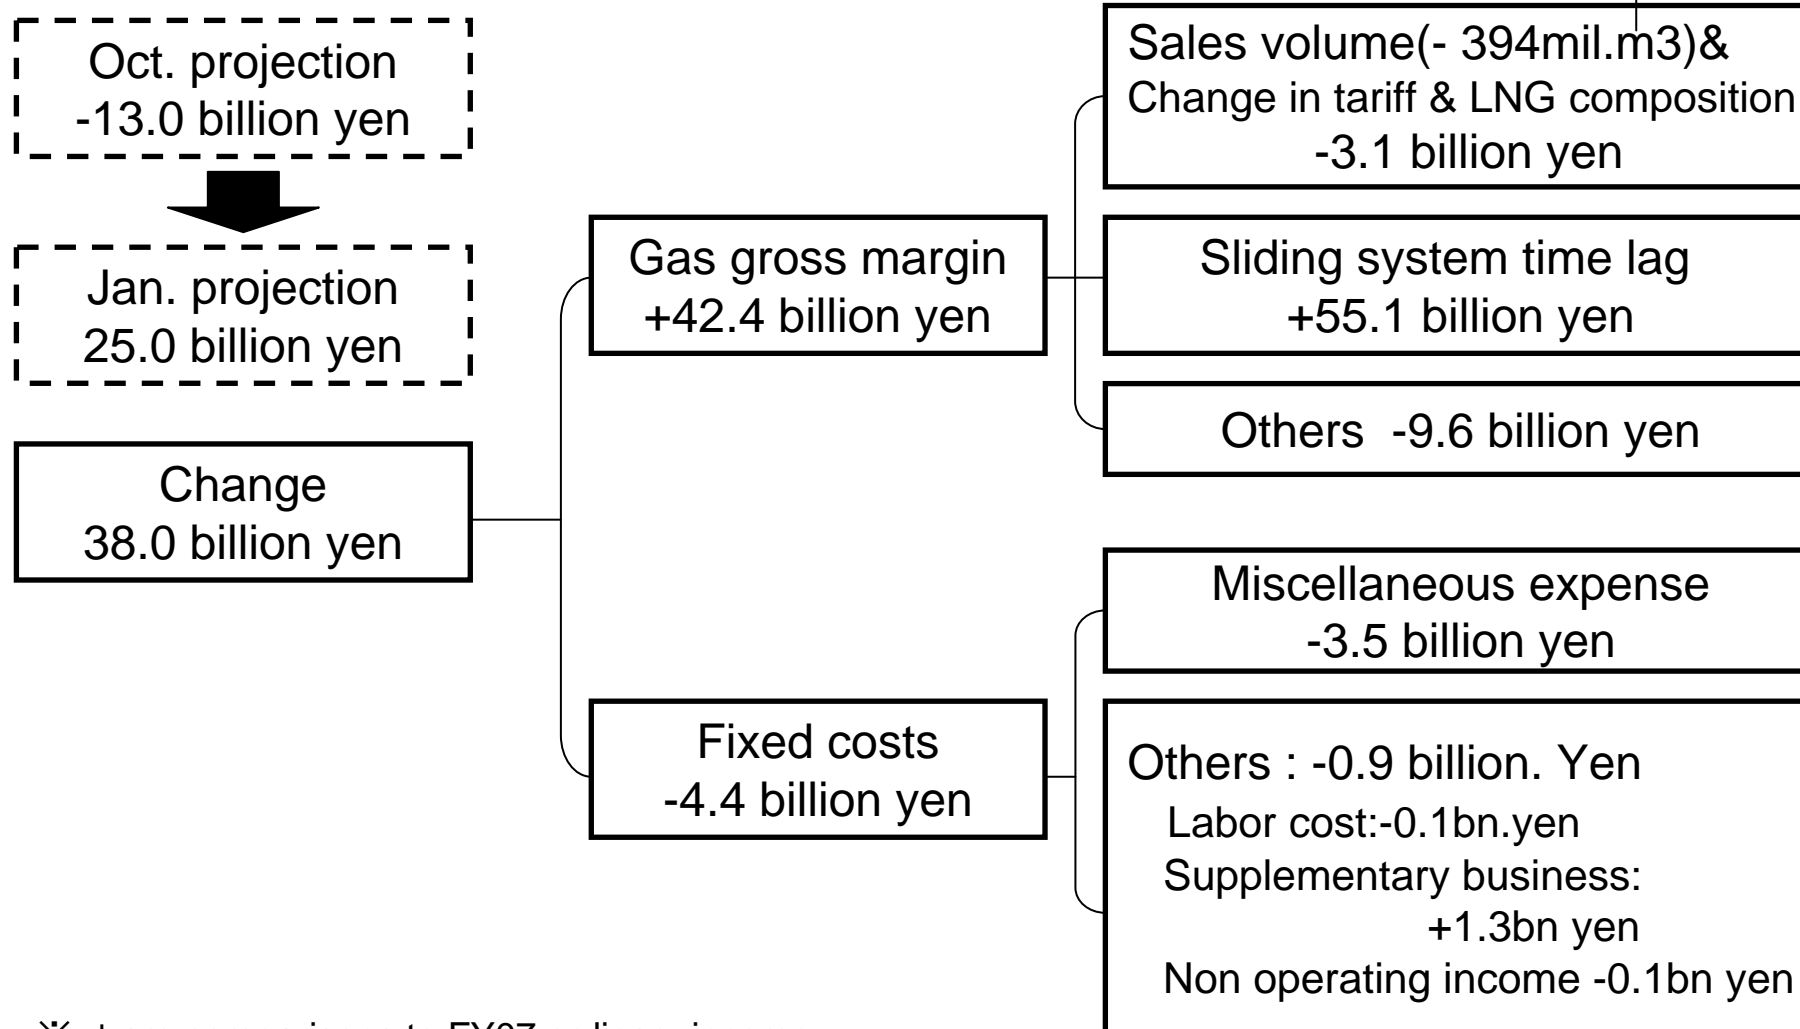 Oct. projection
-13.0 billion yen
Jan. projection
25.0 billion yen
Change
38.0 billion yen
Gas gross margin
+42.4 billion yen
Fixed costs
-4.4 billion yen
Sales volume(- 394mil.m3)&
Change in tariff & LNG composition
-3.1 billion yen
Sliding system time lag
+55.1 billion yen
Others -9.6 billion yen
Miscellaneous expense
-3.5 billion yen
Others : -0.9 billion. Yen
Labor cost:-0.1bn.yen
Supplementary business:
+1.3bn yen
Non operating income -0.1bn yen